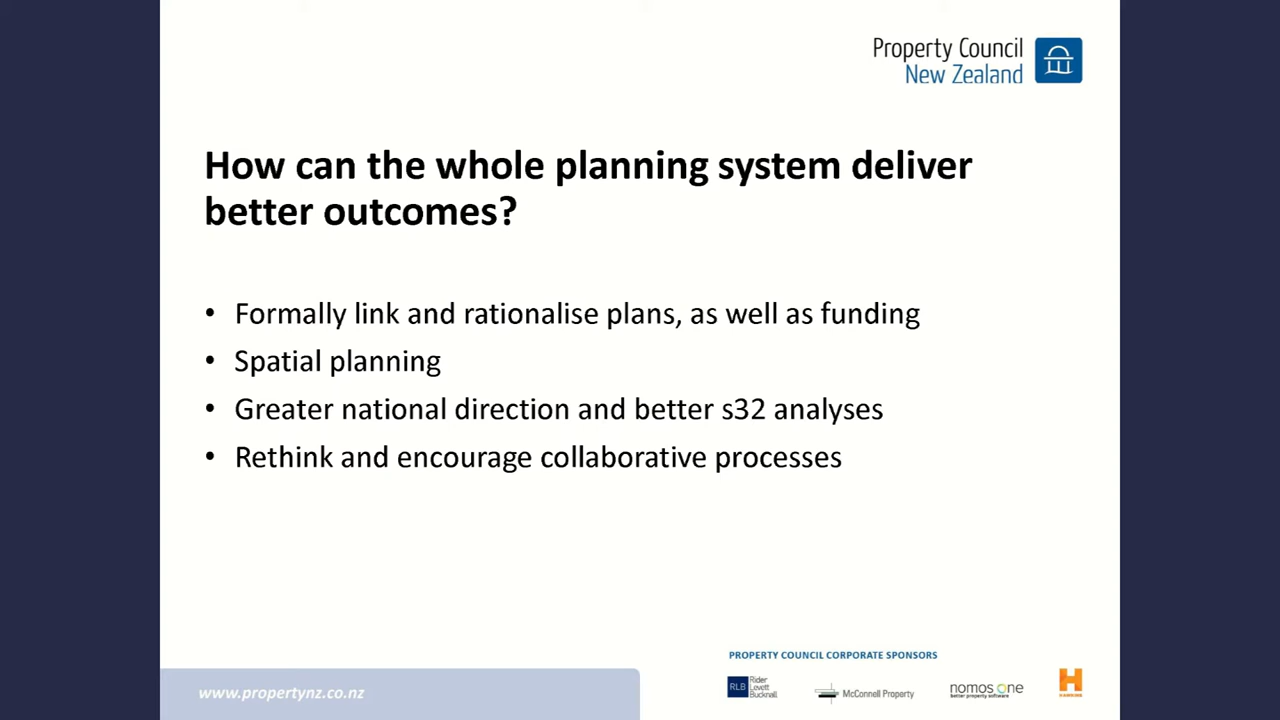 Property Council
New Zealand
How can the whole planning system deliver
better outcomes?
• Formally link and rationalise plans, as well as funding
• Spatial planning
• Greater national direction and better s32 analyses
• Rethink and encourage collaborative processes
PROPERTY COUNCIL CORPORATE SPONSORS
www.propertynz.co.nz
RLB
Rider
Levett
Bucknall
McConnell Property
nomos one
better property software
H